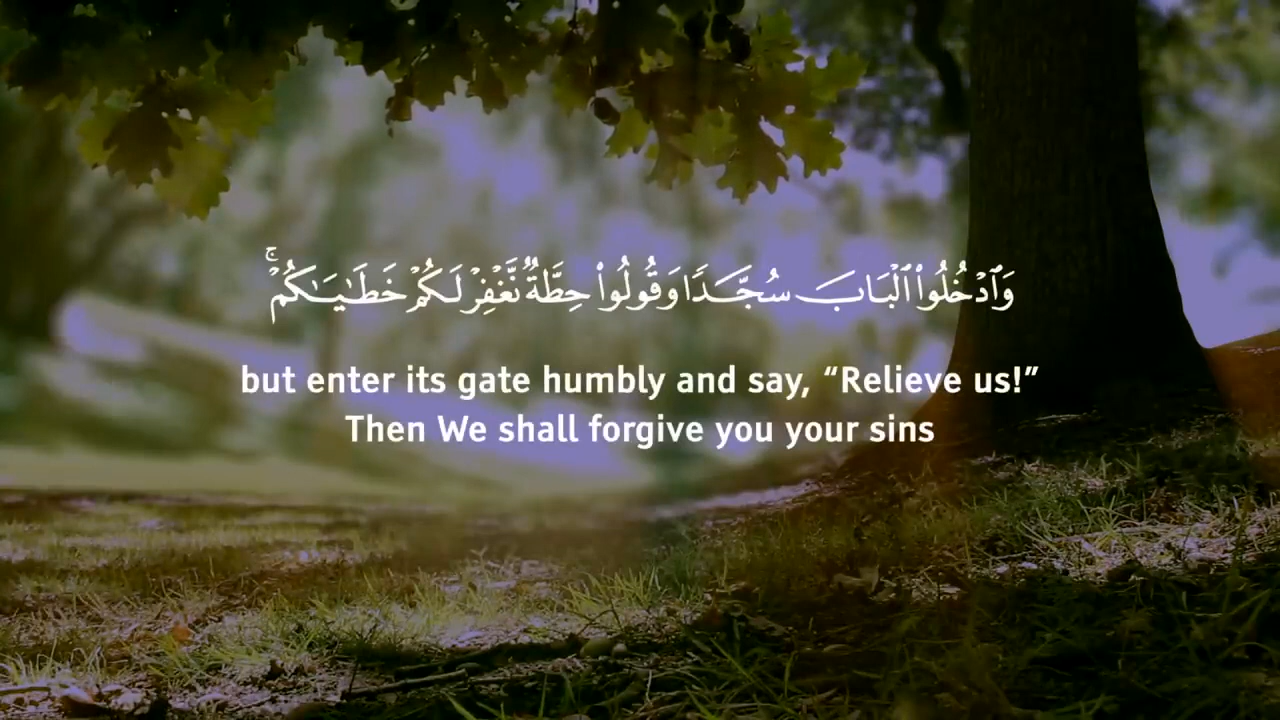 وَٱدْخُلُوا۟ ٱلْبَابَ سُجَّدًا وَقُولُوا۟ حِطَّةٌ نَّغْفِرْ لَكُمْ خَطَـٰيَـٰكُمْ ۚ
but enter its gate humbly and say, “Relieve us!”
Then We shall forgive you your sins